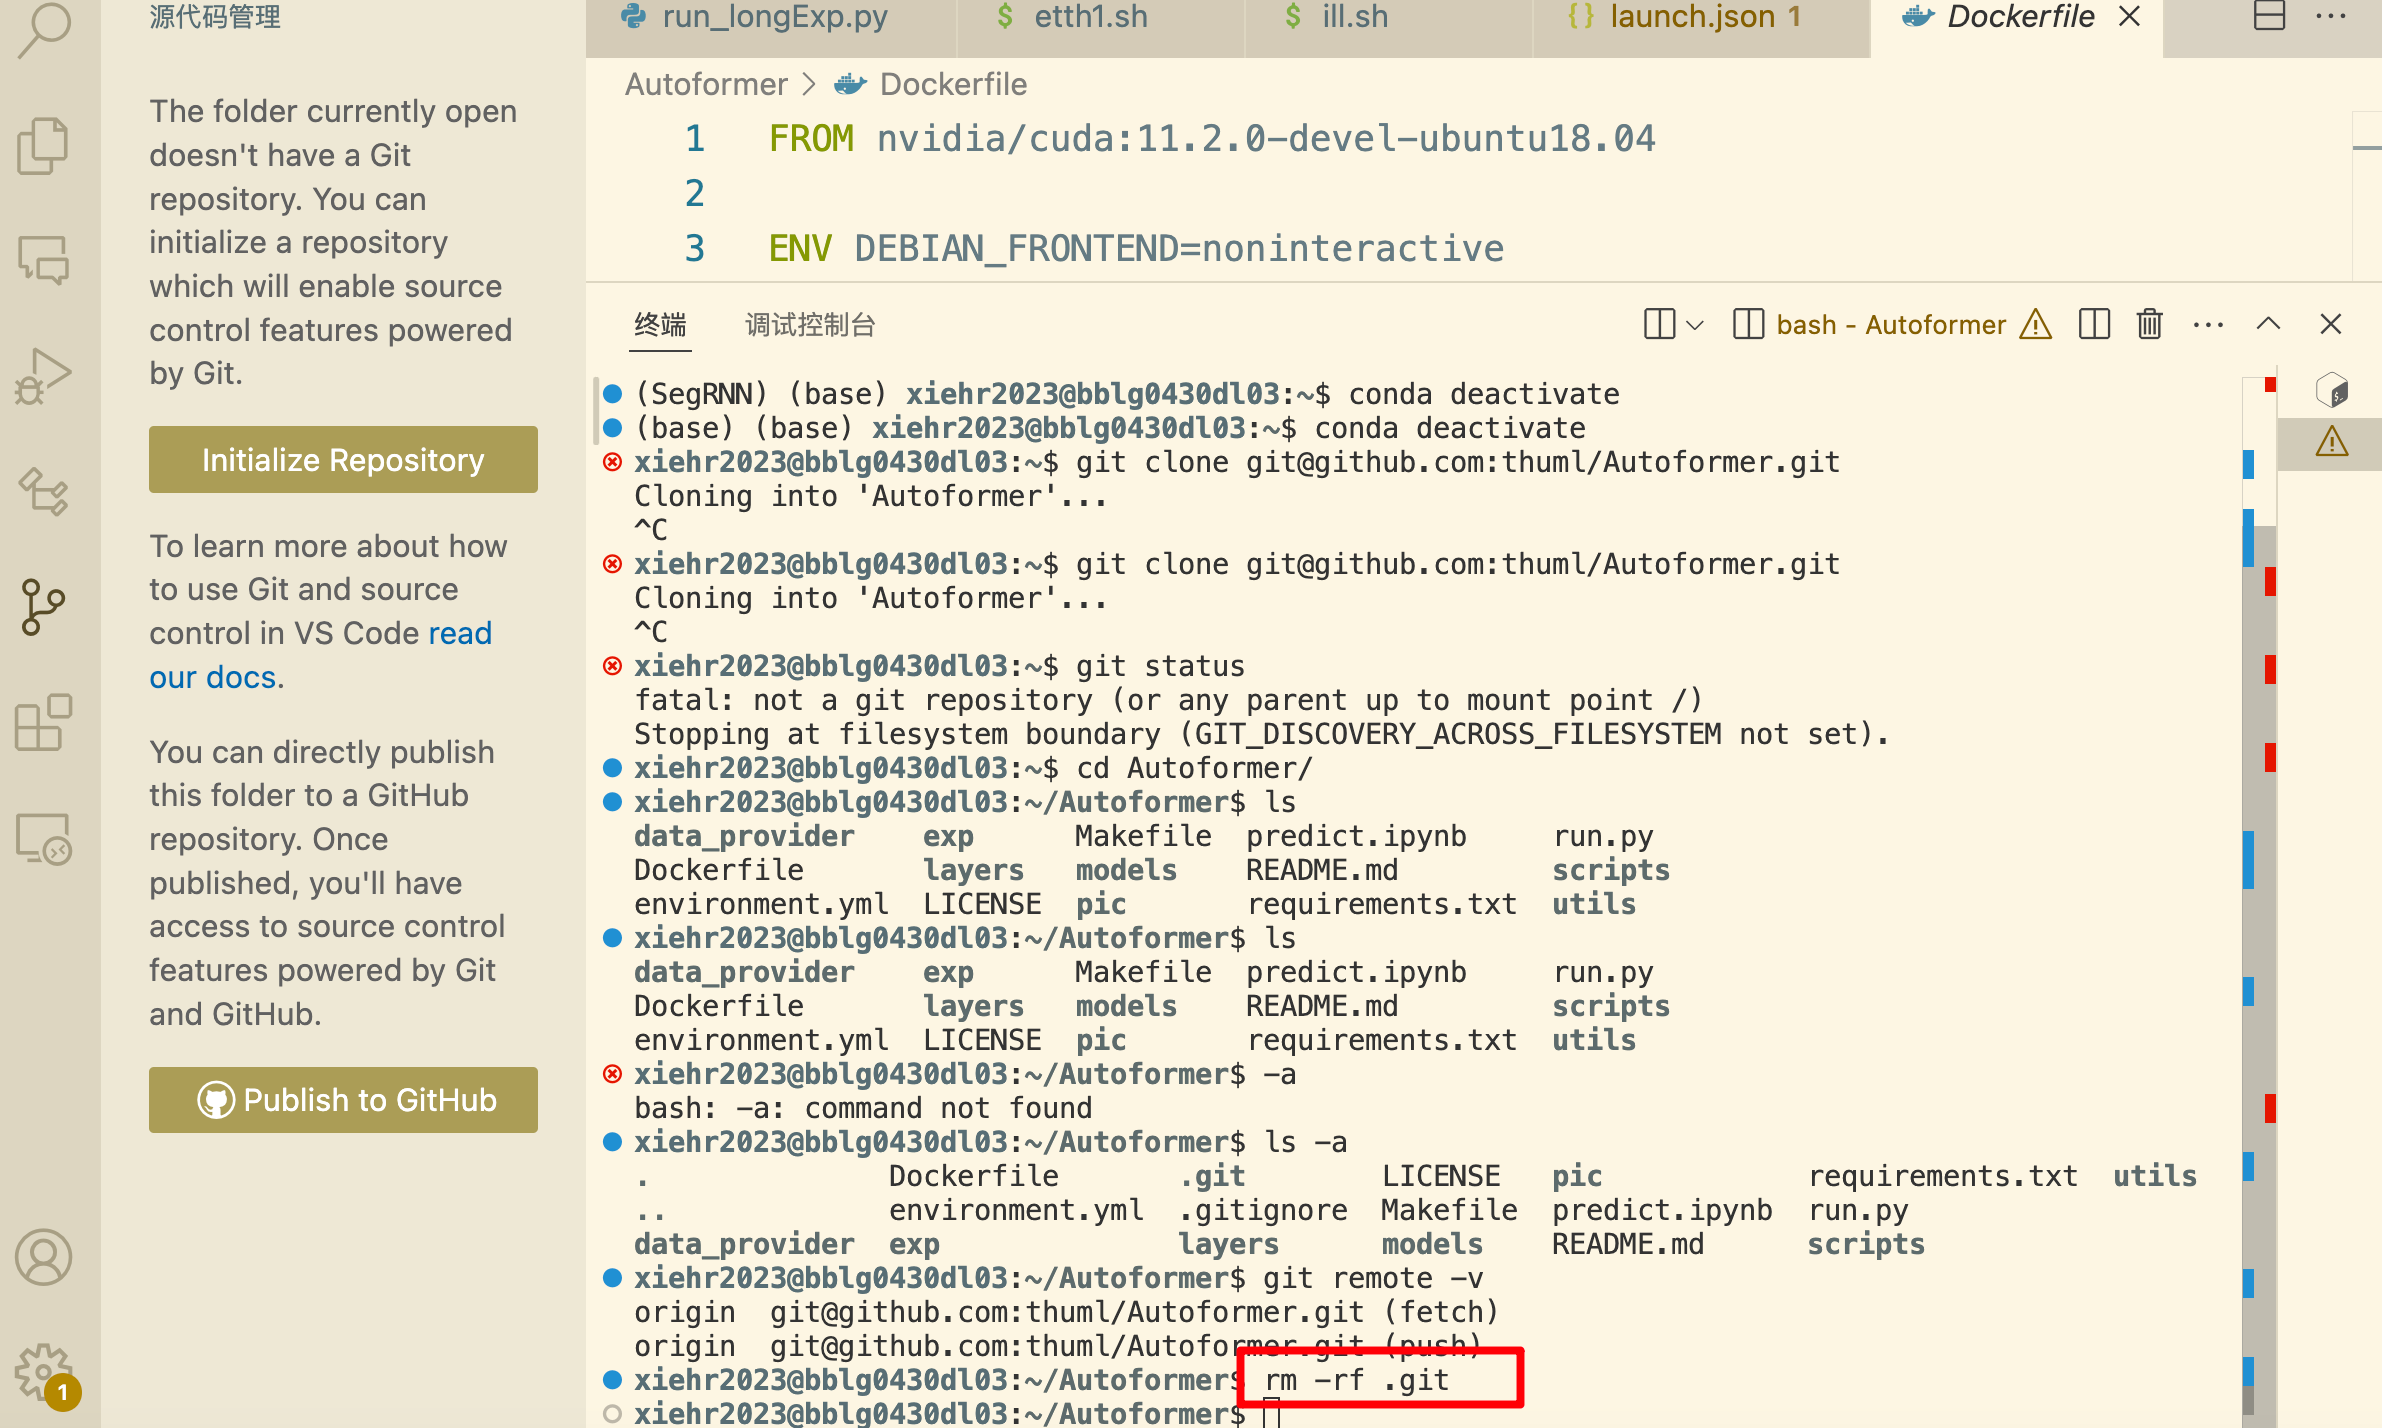 源代码管理
The folder currently open
doesn't have a Git
repository. You can
initialize a repository
which will enable source
control features powered
by Git.
Initialize Repository
To learn more about how
to use Git and source
control in VS Code read
our docs.
You can directly publish
this folder to a GitHub
repository. Once
published, you'll have
access to source control
features powered by Git
and GitHub.
Publish to GitHub
1
run_longExp.py $ etth1.sh $ ill.sh {} launch.json 1 Dockerfile
Autoformer > Dockerfile
1 FROM nvidia/cuda:11.2.0-devel-ubuntu18.04
2
3 ENV DEBIAN_FRONTEND=noninteractive
终端 调试控制台 bash - Autoformer
(SegRNN) (base) xiehr2023@bblg0430dl03:~$ conda deactivate
(base) (base) xiehr2023@bblg0430dl03:~$ conda deactivate
xiehr2023@bblg0430dl03:~$ git clone git@github.com:thuml/Autoformer.git
Cloning into 'Autoformer'...
^C
xiehr2023@bblg0430dl03:~$ git clone git@github.com:thuml/Autoformer.git
Cloning into 'Autoformer'...
^C
xiehr2023@bblg0430dl03:~$ git status
fatal: not a git repository (or any parent up to mount point /)
Stopping at filesystem boundary (GIT_DISCOVERY_ACROSS_FILESYSTEM not set).
xiehr2023@bblg0430dl03:~$ cd Autoformer/
xiehr2023@bblg0430dl03:~/Autoformer$ ls
data_provider exp Makefile predict.ipynb run.py
Dockerfile layers models README.md scripts
environment.yml LICENSE pic requirements.txt utils
xiehr2023@bblg0430dl03:~/Autoformer$ ls
data_provider exp Makefile predict.ipynb run.py
Dockerfile layers models README.md scripts
environment.yml LICENSE pic requirements.txt utils
xiehr2023@bblg0430dl03:~/Autoformer$ -a
bash: -a: command not found
xiehr2023@bblg0430dl03:~/Autoformer$ ls -a
. Dockerfile .git LICENSE pic requirements.txt utils
.. environment.yml .gitignore Makefile predict.ipynb run.py
data_provider exp layers models README.md scripts
xiehr2023@bblg0430dl03:~/Autoformer$ git remote -v
origin git@github.com:thuml/Autoformer.git (fetch)
origin git@github.com:thuml/Autoformer.git (push)
xiehr2023@bblg0430dl03:~/Autoformer$ rm -rf .git
xiehr2023@bblg0430dl03:~/Autoformer$